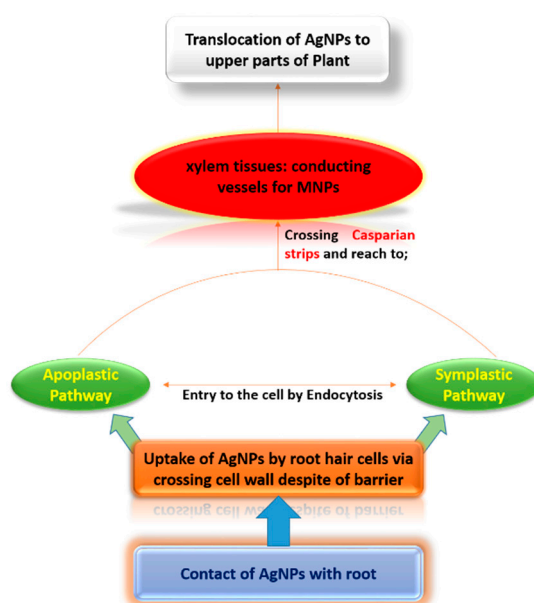 Translocation of AgNPs to
upper parts of Plant
xylem tissues: conducting
vessels for MNPs
Crossing Casparian
strips and reach to;
Apoplastic
Pathway
Entry to the cell by Endocytosis
Symplastic
Pathway
Uptake of AgNPs by root hair cells via
crossing cell wall despite of barrier
Contact of AgNPs with root